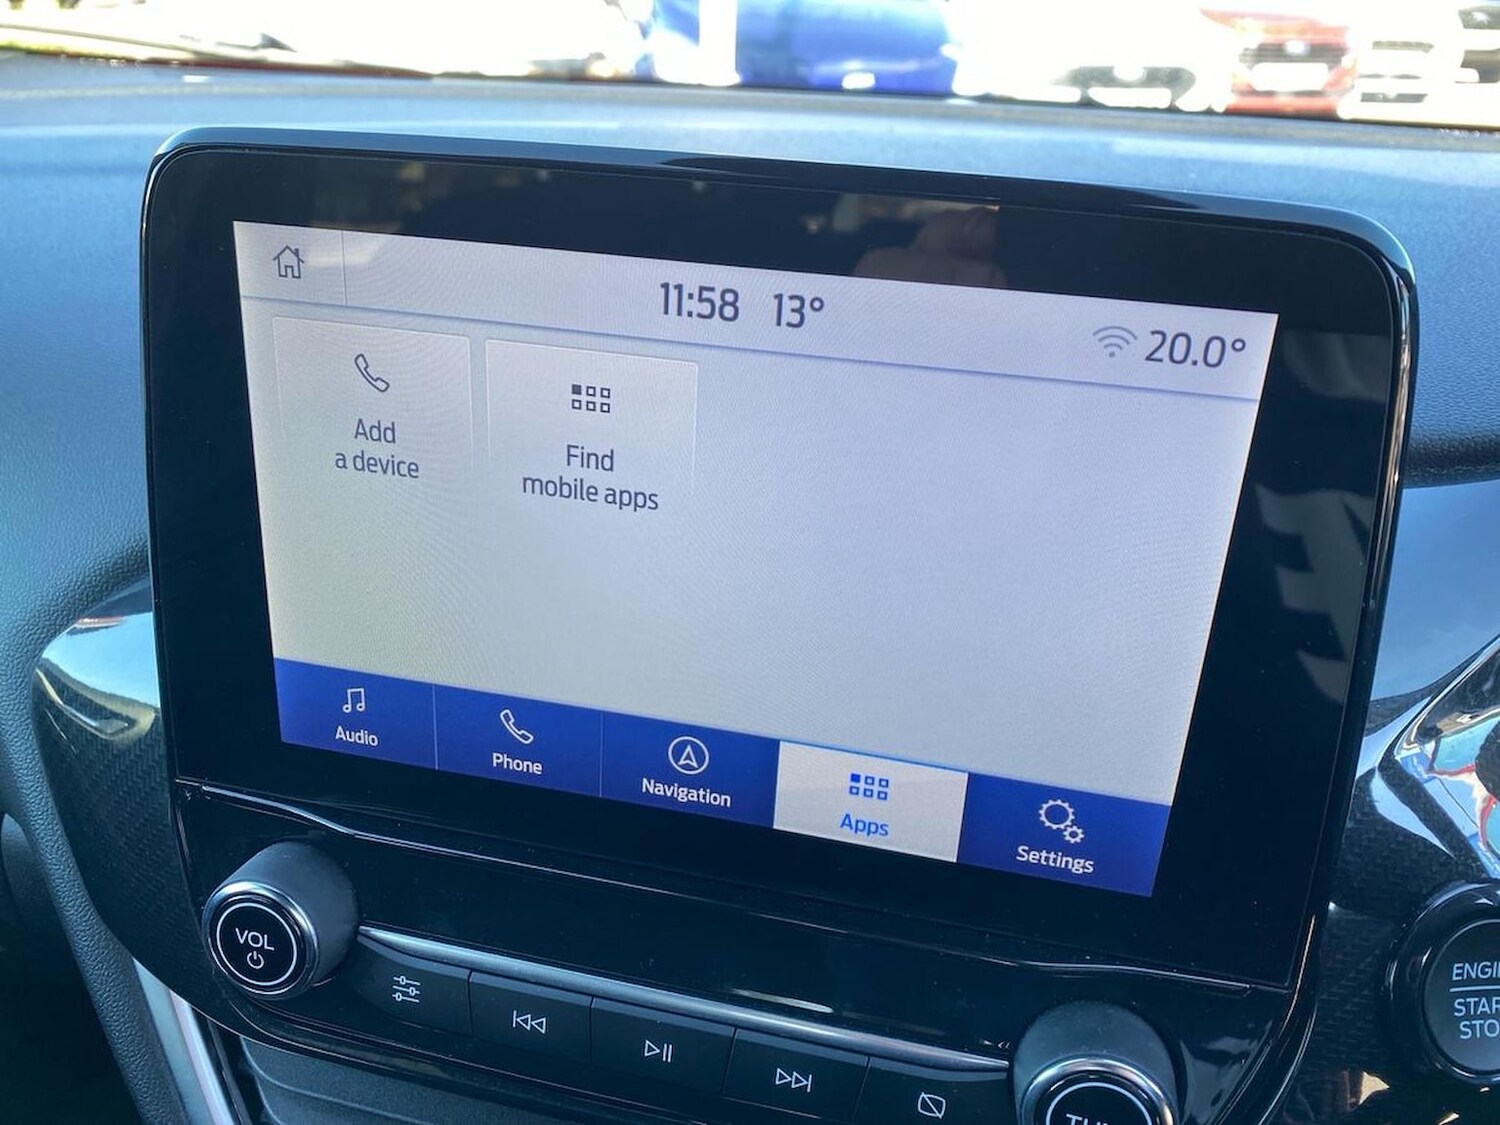 11:58 13° 20.0°
Add
a device
Find
mobile apps
Audio
Phone
Navigation
Apps
Settings
VOL